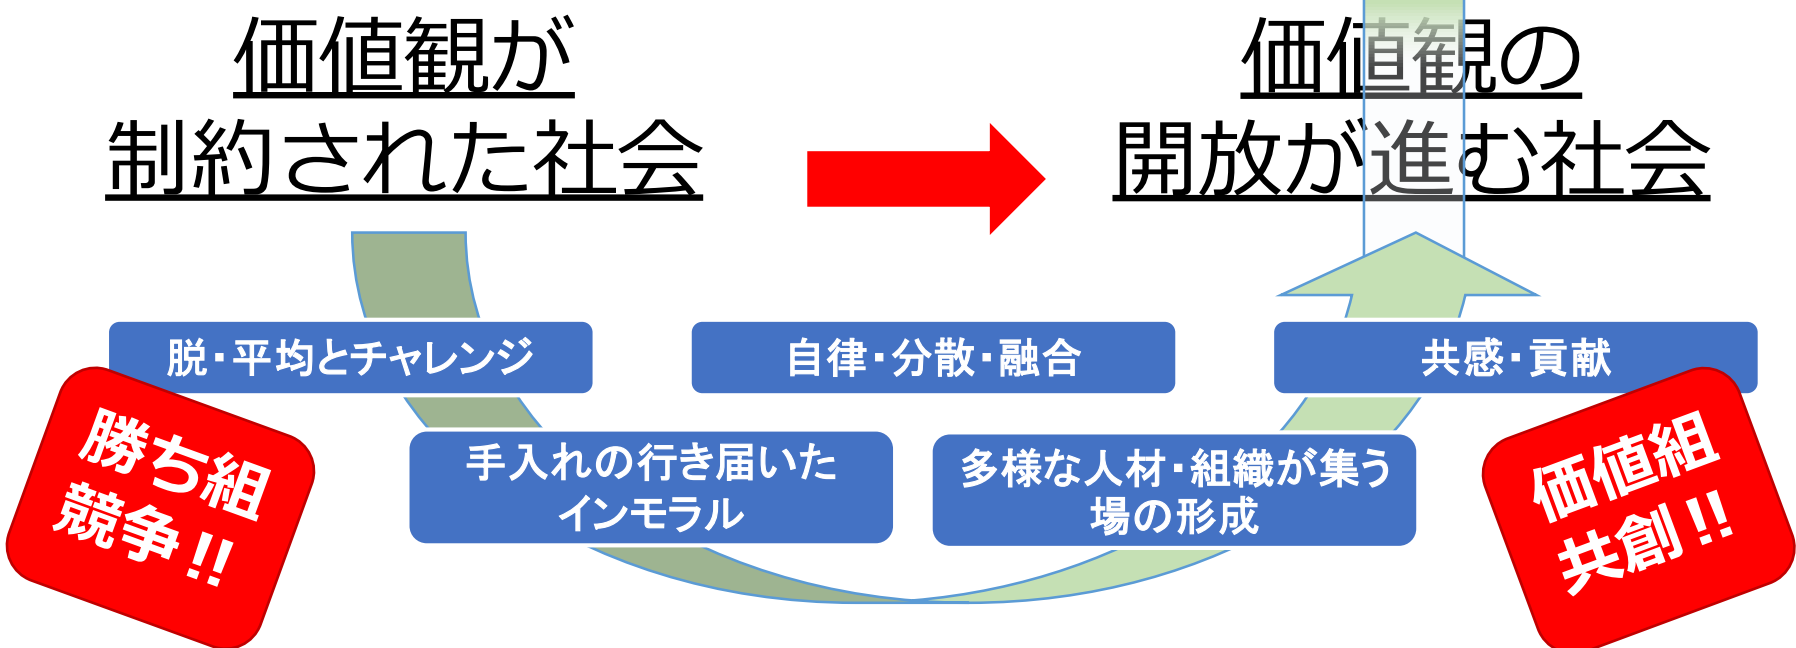 価値観が
制約された社会
価値観の
開放が進む社会
脱・平均とチャレンジ
自律・分散・融合
共感・貢献
手入れの行き届いた
インモラル
多様な人材・組織が集う
場の形成
勝ち組
競争!!
価値組
共創!!